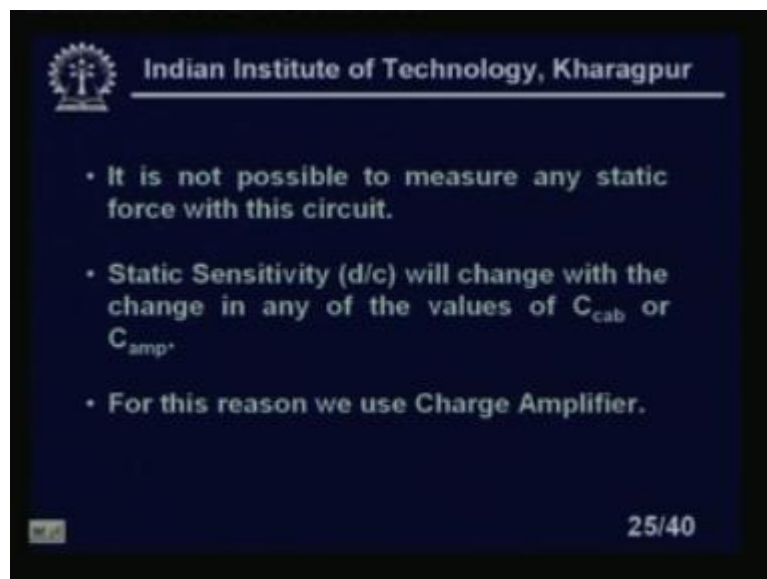 Indian Institute of Technology, Kharagpur
• It is not possible to measure any static
force with this circuit.
• Static Sensitivity (d/c) will change with the
change in any of the values of Ccab or
Camp.
• For this reason we use Charge Amplifier.
25/40